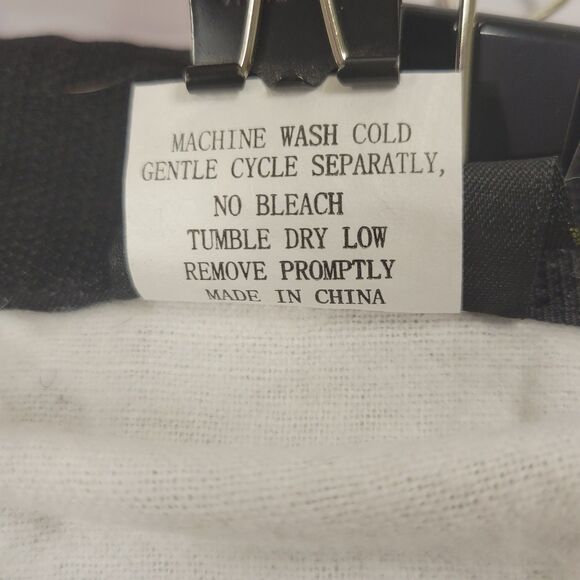 MACHINE WASH COLD
GENTLE CYCLE SEPARATLY,
NO BLEACH
TUMBLE DRY LOW
REMOVE PROMPTLY
MADE IN CHINA